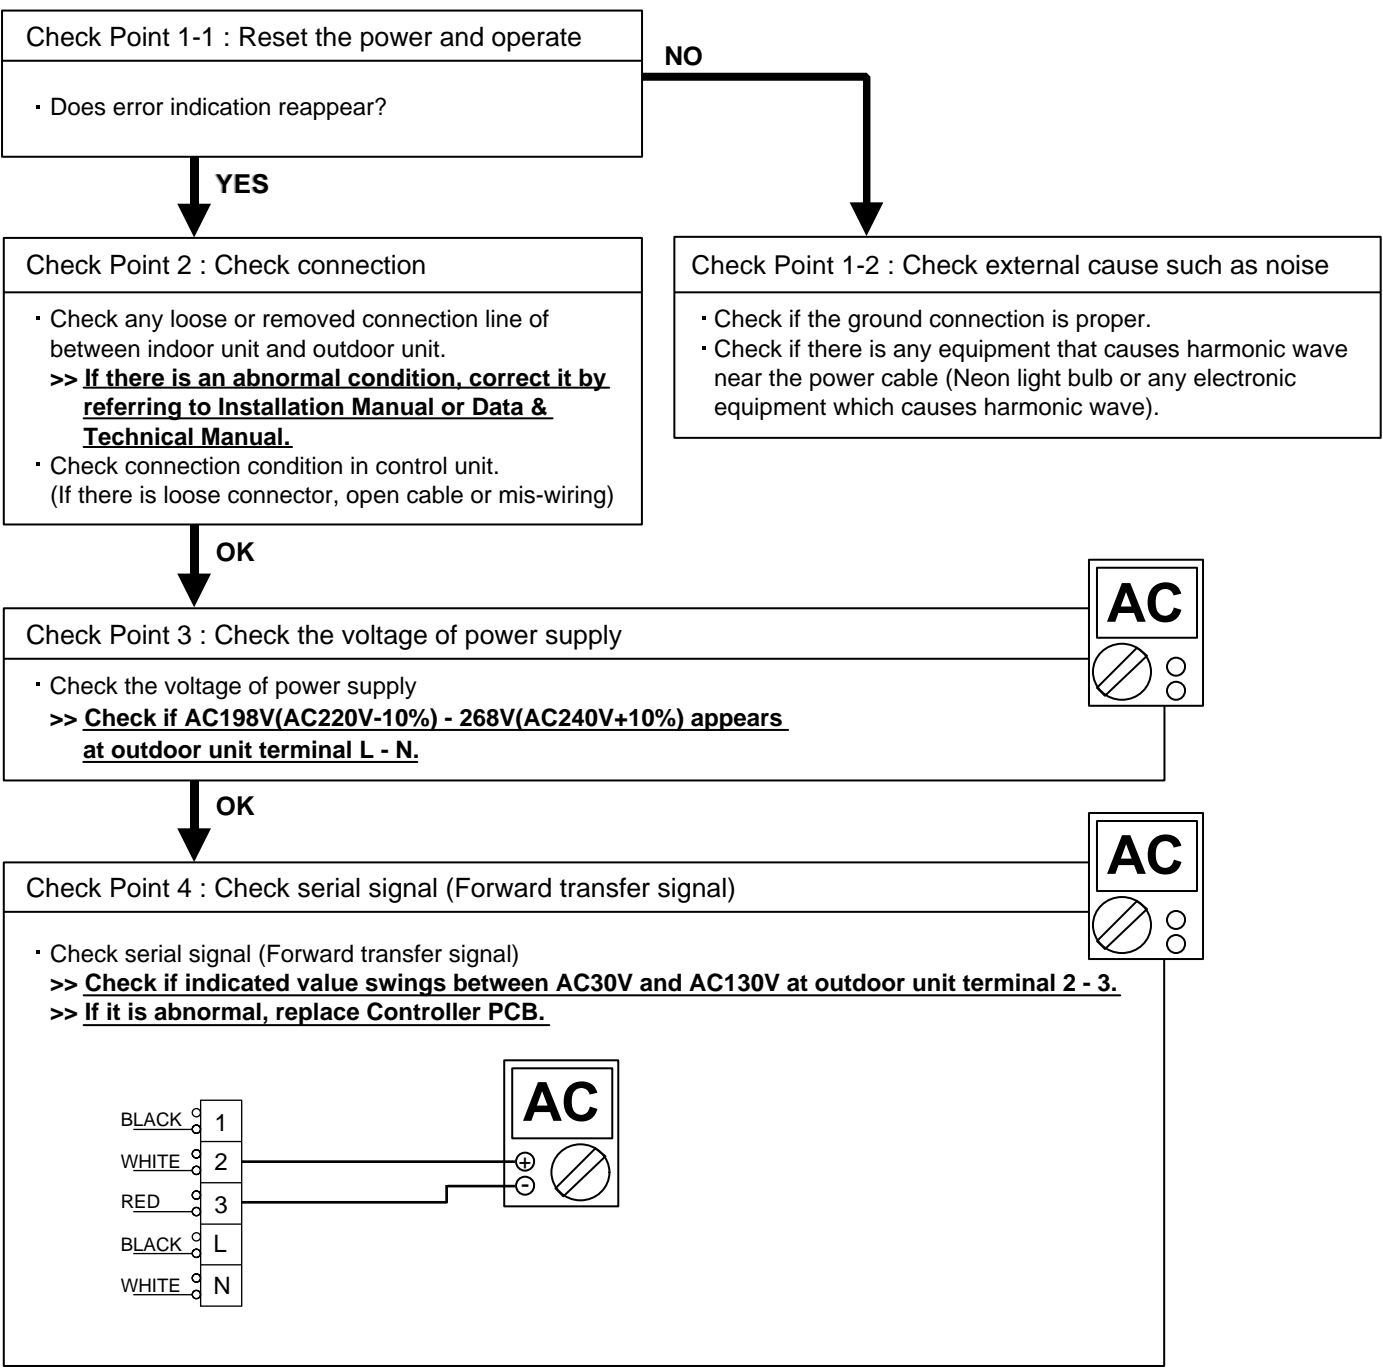 Check Point 1-1 : Reset the power and operate
· Does error indication reappear?
NO
YES
Check Point 2 : Check connection
· Check any loose or removed connection line of
between indoor unit and outdoor unit.
>> If there is an abnormal condition, correct it by
referring to Installation Manual or Data &
Technical Manual.
· Check connection condition in control unit.
(If there is loose connector, open cable or mis-wiring)
Check Point 1-2 : Check external cause such as noise
· Check if the ground connection is proper.
· Check if there is any equipment that causes harmonic wave
near the power cable (Neon light bulb or any electronic
equipment which causes harmonic wave).
OK
AC
Check Point 3 : Check the voltage of power supply
· Check the voltage of power supply
>> Check if AC198V(AC220V-10%) - 268V(AC240V+10%) appears
at outdoor unit terminal L - N.
OK
AC
Check Point 4 : Check serial signal (Forward transfer signal)
· Check serial signal (Forward transfer signal)
>> Check if indicated value swings between AC30V and AC130V at outdoor unit terminal 2 - 3.
>> If it is abnormal, replace Controller PCB.
AC
BLACK 1
WHITE 2 +
RED 3 -
BLACK L
WHITE N